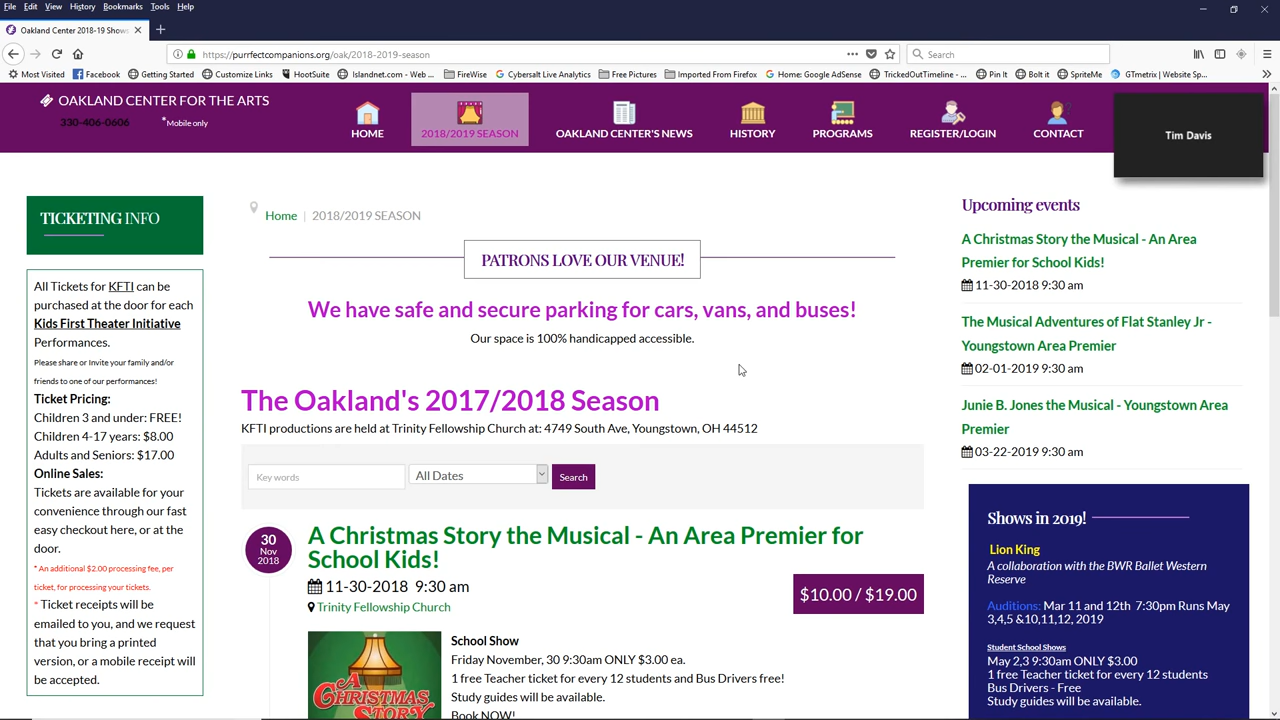 File Edit View History Bookmarks Tools Help
Oakland Center 2018-19 Shows
https://purrfectcompanions.org/oak/2018-2019-season
Search
Most Visited Facebook Getting Started Customize Links HootSuite Islandnet.com - Web ... FireWise Cybersalt Live Analytics Free Pictures Imported From Firefox Home: Google AdSense TrickedOutTimeline - ... Pin It Bolt it SpriteMe GTmetrix | Website Sp...
OAKLAND CENTER FOR THE ARTS
330-406-0606 *Mobile only
HOME 2018/2019 SEASON OAKLAND CENTER'S NEWS HISTORY PROGRAMS REGISTER/LOGIN CONTACT
Tim Davis
TICKETING INFO
All Tickets for KFTI can be
purchased at the door for each
Kids First Theater Initiative
Performances.
Please share or Invite your family and/or
friends to one of our performances!
Ticket Pricing:
Children 3 and under: FREE!
Children 4-17 years: $8.00
Adults and Seniors: $17.00
Online Sales:
Tickets are available for your
convenience through our fast
easy checkout here, or at the
door.
* An additional $2.00 processing fee, per
ticket, for processing your tickets.
* Ticket receipts will be
emailed to you, and we request
that you bring a printed
version, or a mobile receipt will
be accepted.
Home | 2018/2019 SEASON
PATRONS LOVE OUR VENUE!
We have safe and secure parking for cars, vans, and buses!
Our space is 100% handicapped accessible.
The Oakland's 2017/2018 Season
KFTI productions are held at Trinity Fellowship Church at: 4749 South Ave, Youngstown, OH 44512
Key words All Dates Search
30
Nov
2018
A Christmas Story the Musical - An Area Premier for
School Kids!
11-30-2018 9:30 am
Trinity Fellowship Church
$10.00 / $19.00
A CHRISTMAS STORY
School Show
Friday November, 30 9:30am ONLY $3.00 ea.
1 free Teacher ticket for every 12 students and Bus Drivers free!
Study guides will be available.
Book NOW!
Upcoming events
A Christmas Story the Musical - An Area
Premier for School Kids!
11-30-2018 9:30 am
The Musical Adventures of Flat Stanley Jr -
Youngstown Area Premier
02-01-2019 9:30 am
Junie B. Jones the Musical - Youngstown Area
Premier
03-22-2019 9:30 am
Shows in 2019!
Lion King
A collaboration with the BWR Ballet Western
Reserve
Auditions: Mar 11 and 12th 7:30pm Runs May
3,4,5 &10,11,12, 2019
Student School Shows
May 2,3 9:30am ONLY $3.00
1 free Teacher ticket for every 12 students
Bus Drivers - Free
Study guides will be available.